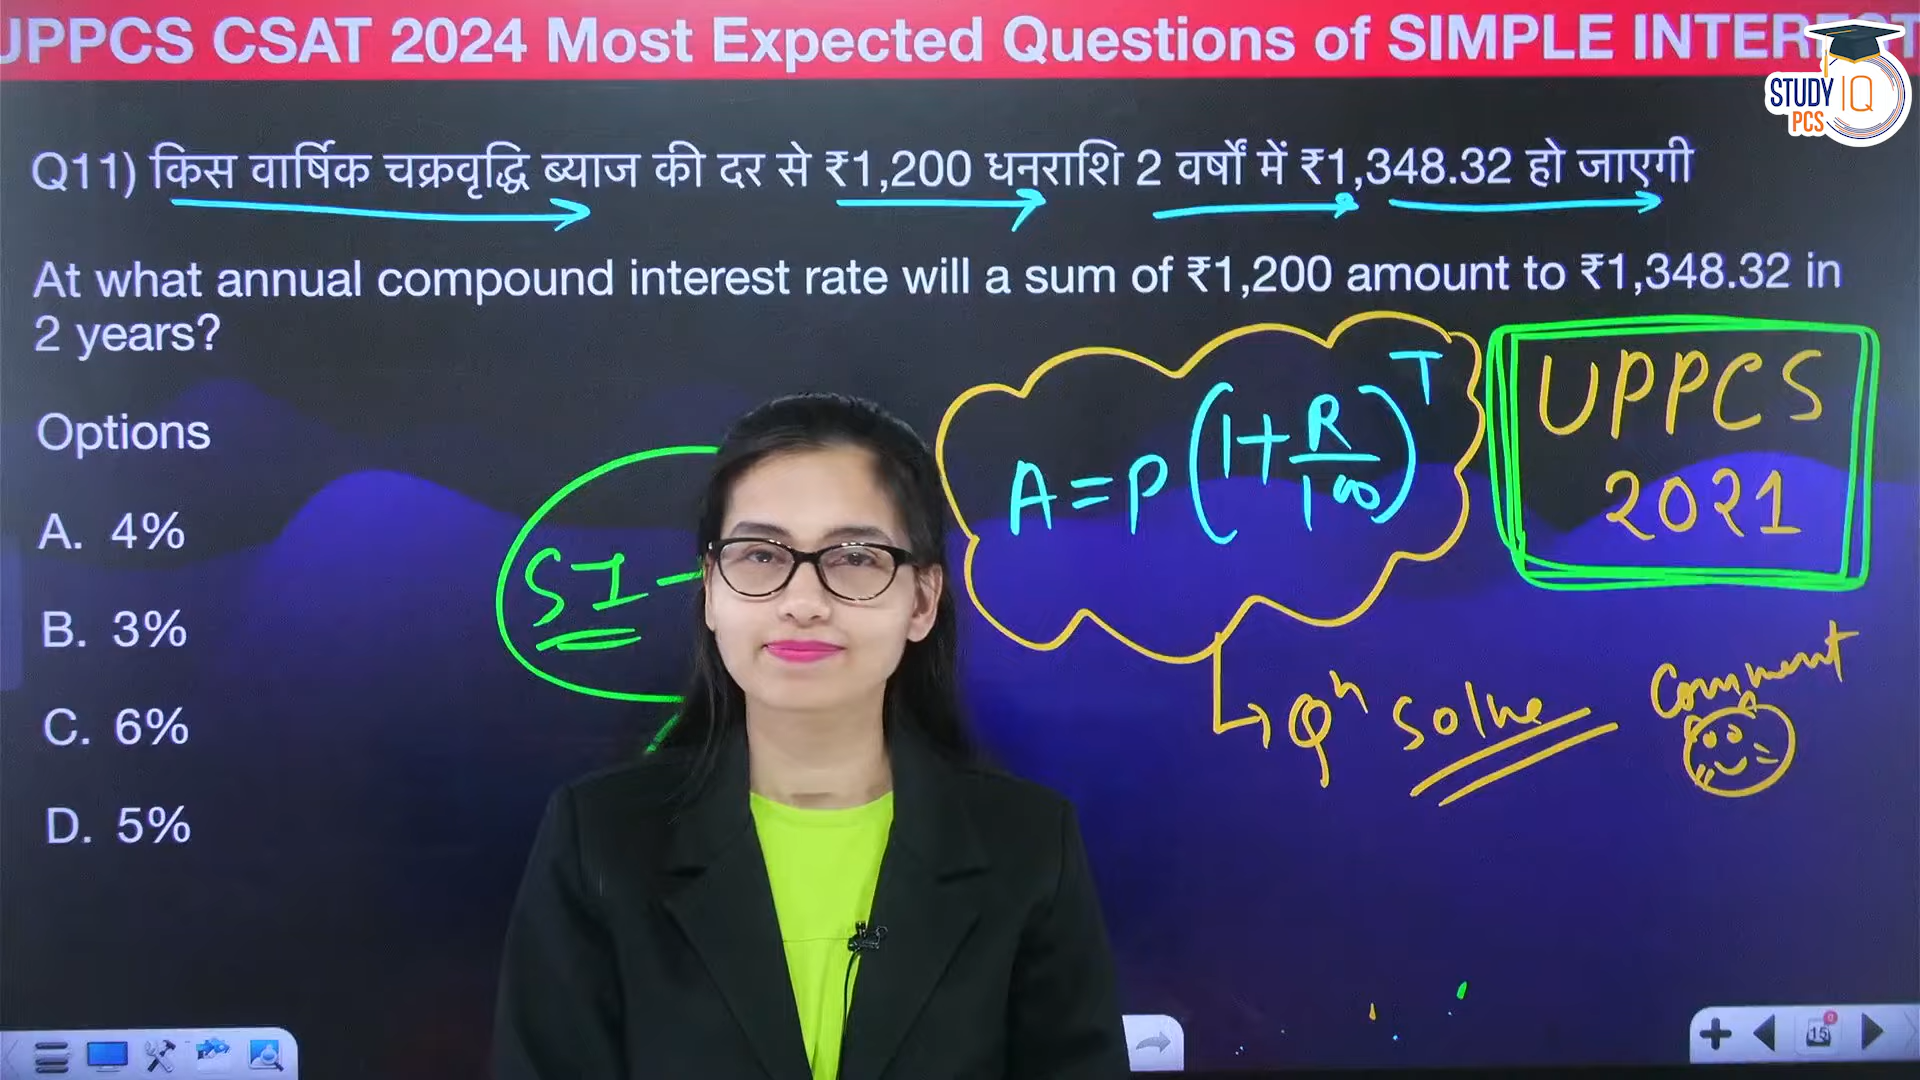 UPPCS CSAT 2024 Most Expected Questions of SIMPLE INTEREST
STUDY IQ
PCS
Q11) किस वार्षिक चक्रवृद्धि ब्याज की दर से ₹1,200 धनराशि 2 वर्षों में ₹1,348.32 हो जाएगी
At what annual compound interest rate will a sum of ₹1,200 amount to ₹1,348.32 in
2 years?
Options
A. 4%
B. 3%
C. 6%
D. 5%
SI -
A = P (1 + R/100)^T
UPPCS
2021
Qn Solve
Comment
15